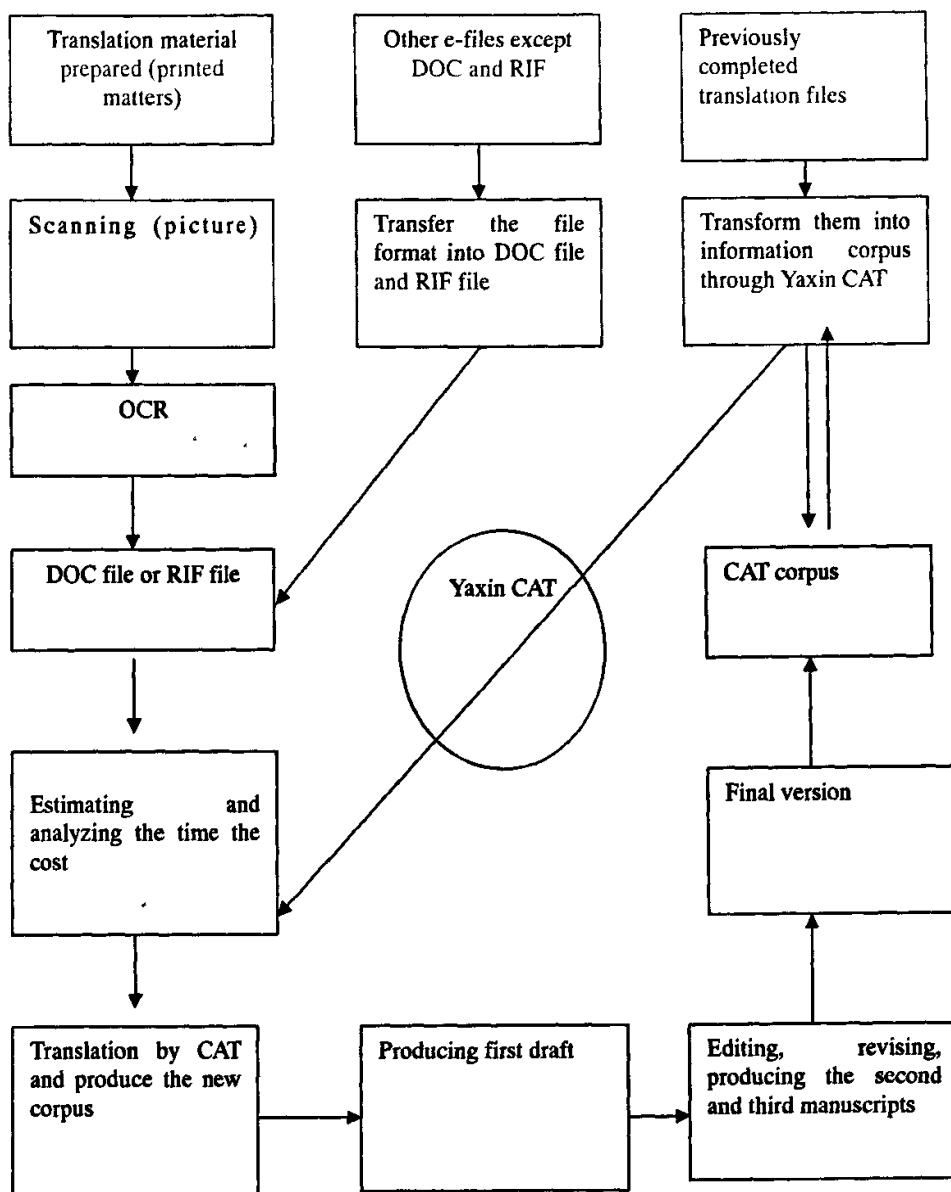 Translation material
prepared (printed
matters)
Other e-files except
DOC and RIF
Previously
completed
translation files
Scanning (picture)
Transfer the file
format into DOC file
and RIF file
Transform them into
information corpus
through Yaxin CAT
OCR
DOC file or RIF file
Yaxin CAT
CAT corpus
Estimating and
analyzing the time the
cost
Final version
Translation by CAT
and produce the new
corpus
Producing first draft
Editing, revising,
producing the second
and third manuscripts